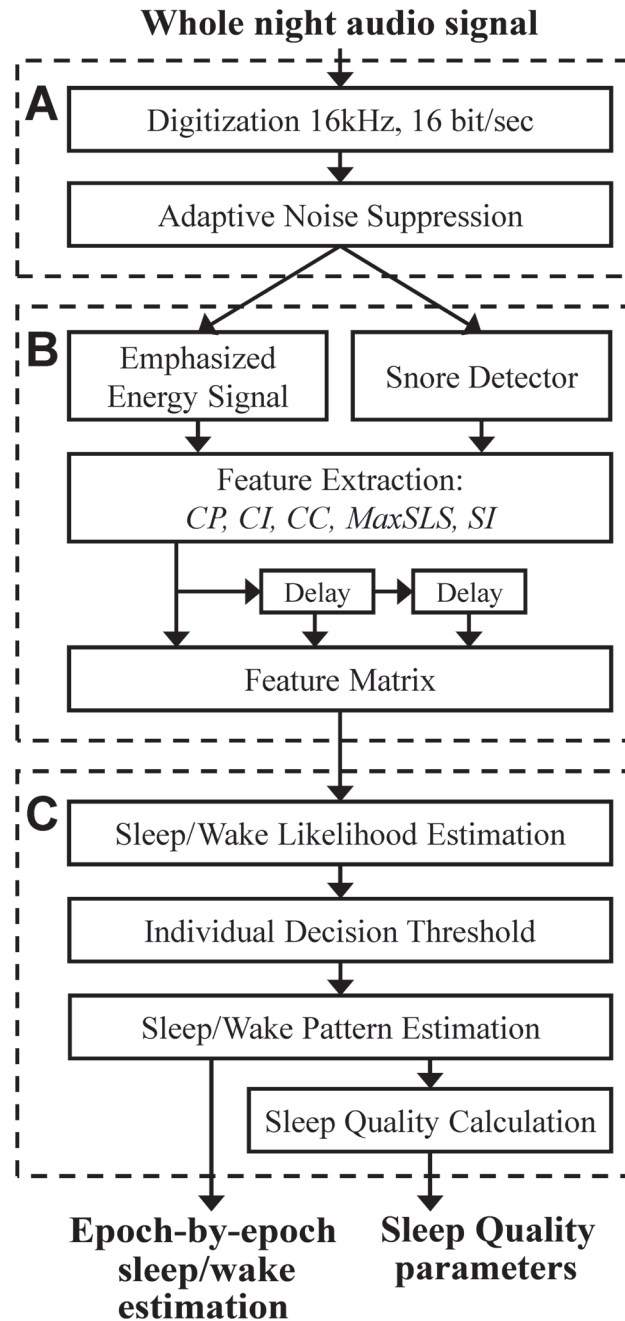 Whole night audio signal
A
Digitization 16kHz, 16 bit/sec
Adaptive Noise Suppression
B
Emphasized
Energy Signal
Snore Detector
Feature Extraction:
CP, CI, CC, MaxSLS, SI
Delay
Delay
Feature Matrix
C
Sleep/Wake Likelihood Estimation
Individual Decision Threshold
Sleep/Wake Pattern Estimation
Sleep Quality Calculation
Epoch-by-epoch
sleep/wake
estimation
Sleep Quality
parameters